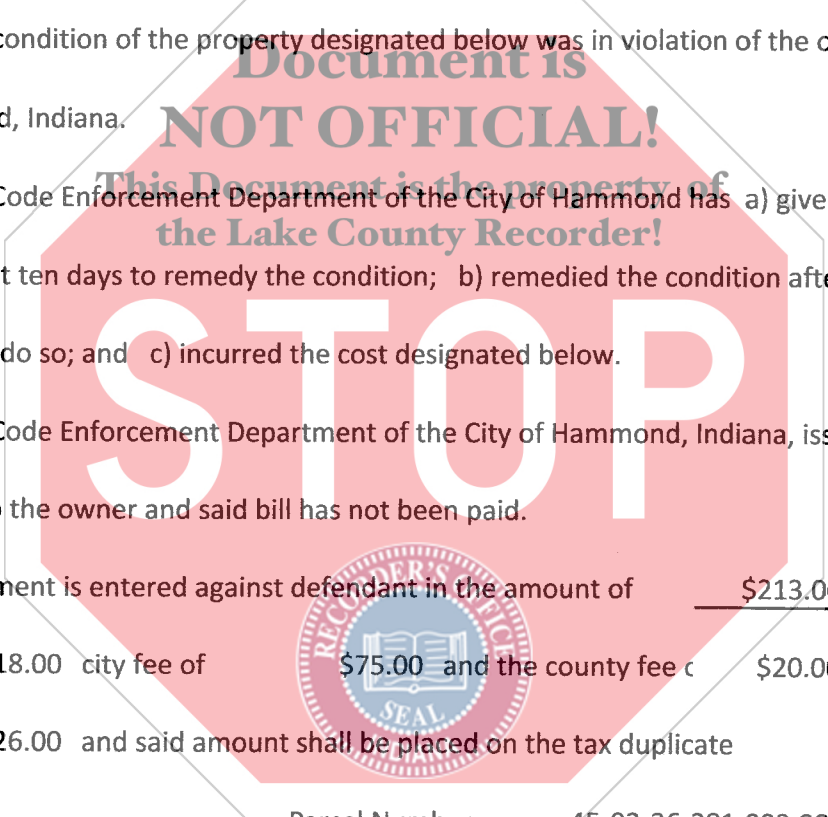 condition of the property designated below was in violation of the
Document is
d, Indiana.
NOT OFFICIAL!
This Document is the property of
Code Enforcement Department of the City of Hammond has a) give
the Lake County Recorder!
t ten days to remedy the condition; b) remedied the condition afte
STOP
do so; and c) incurred the cost designated below.
Code Enforcement Department of the City of Hammond, Indiana, iss
the owner and said bill has not been paid.
ment is entered against defendant in the amount of $213.0
RECORDER'S OFFICE
18.00 city fee of $75.00 and the county fee $20.0
SEAL
26.00 and said amount shall be placed on the tax duplicate